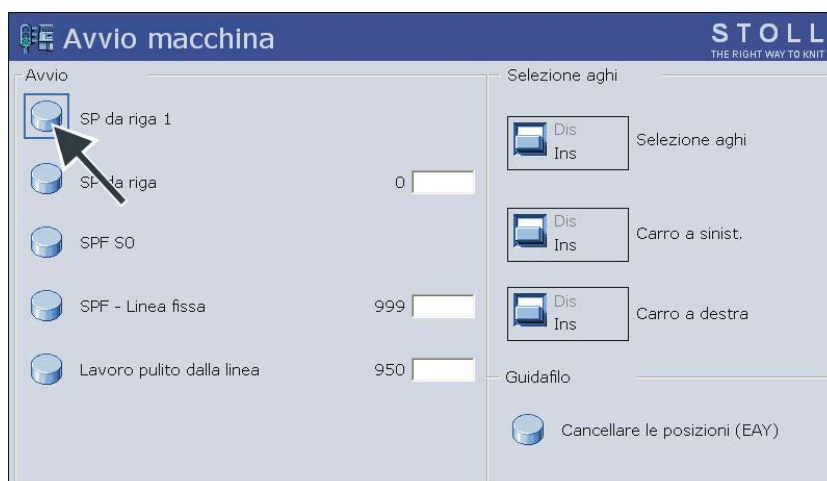 Avvio macchina
STOLL
THE RIGHT WAY TO KNIT
Avvio
SP da riga 1
SP da riga 0
SPF S0
SPF - Linea fissa 999
Lavoro pulito dalla linea 950
Selezione aghi
Dis
Ins
Selezione aghi
Dis
Ins
Carro a sinist.
Dis
Ins
Carro a destra
Guidafilo
Cancellare le posizioni (EAY)